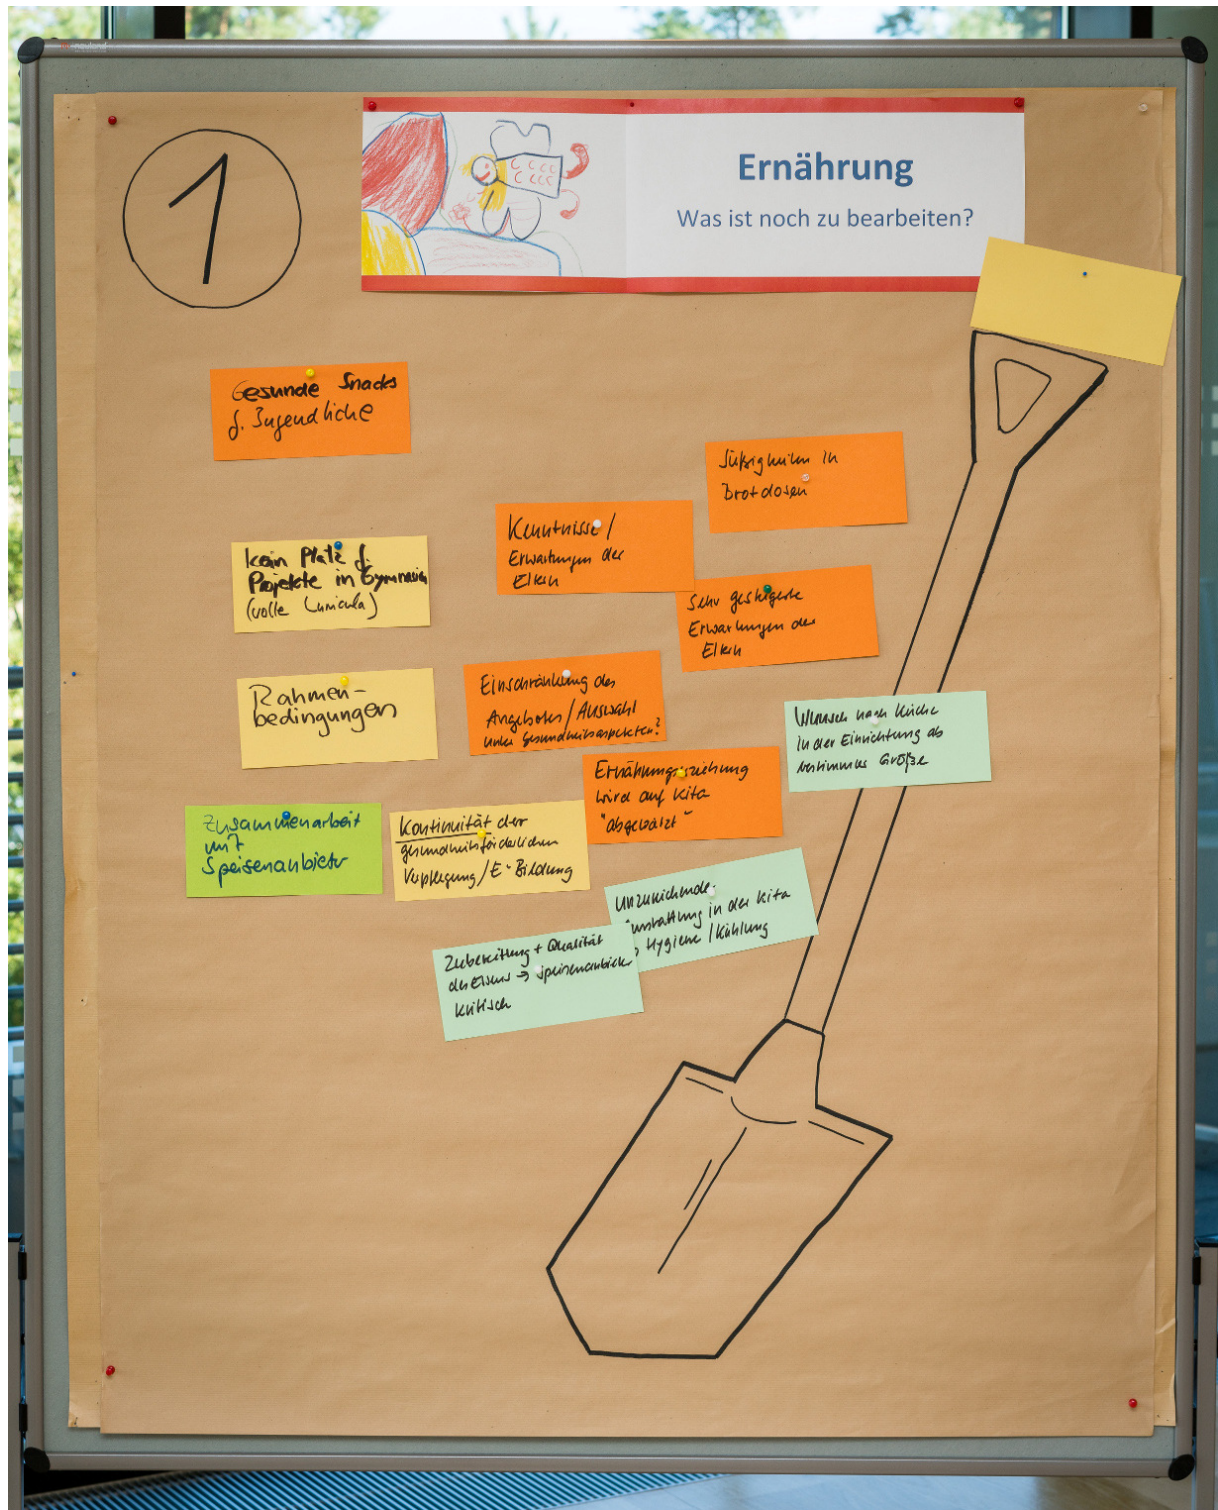 1
Ernährung
Was ist noch zu bearbeiten?
Gesunde Snacks
f. Jugendliche
Süßigkeiten in
Brotdosen
Kenntnisse/
Erwartungen der
Eltern
kein Platz f.
Projekte in Gymnasien
(volle Curricula)
Sehr gesteigerte
Erwartungen der
Eltern
Einschränkung des
Angebotes/Auswahl
unter Gesundheitsaspekten?
Rahmen-
bedingungen
Wunsch nach Küche
in der Einrichtung ab
bestimmter Größe
Ernährungserziehung
wird auf Kita
"abgewälzt"
Zusammenarbeit
mit
Speisenanbieter
Kontinuität der
gesundheitsförderlichen
Verpflegung/E-Bildung
Unzureichende
Ausstattung in der Kita
Hygiene/Kühlung
Zubereitung + Qualität
des Essens → Speisenanbieter
kritisch